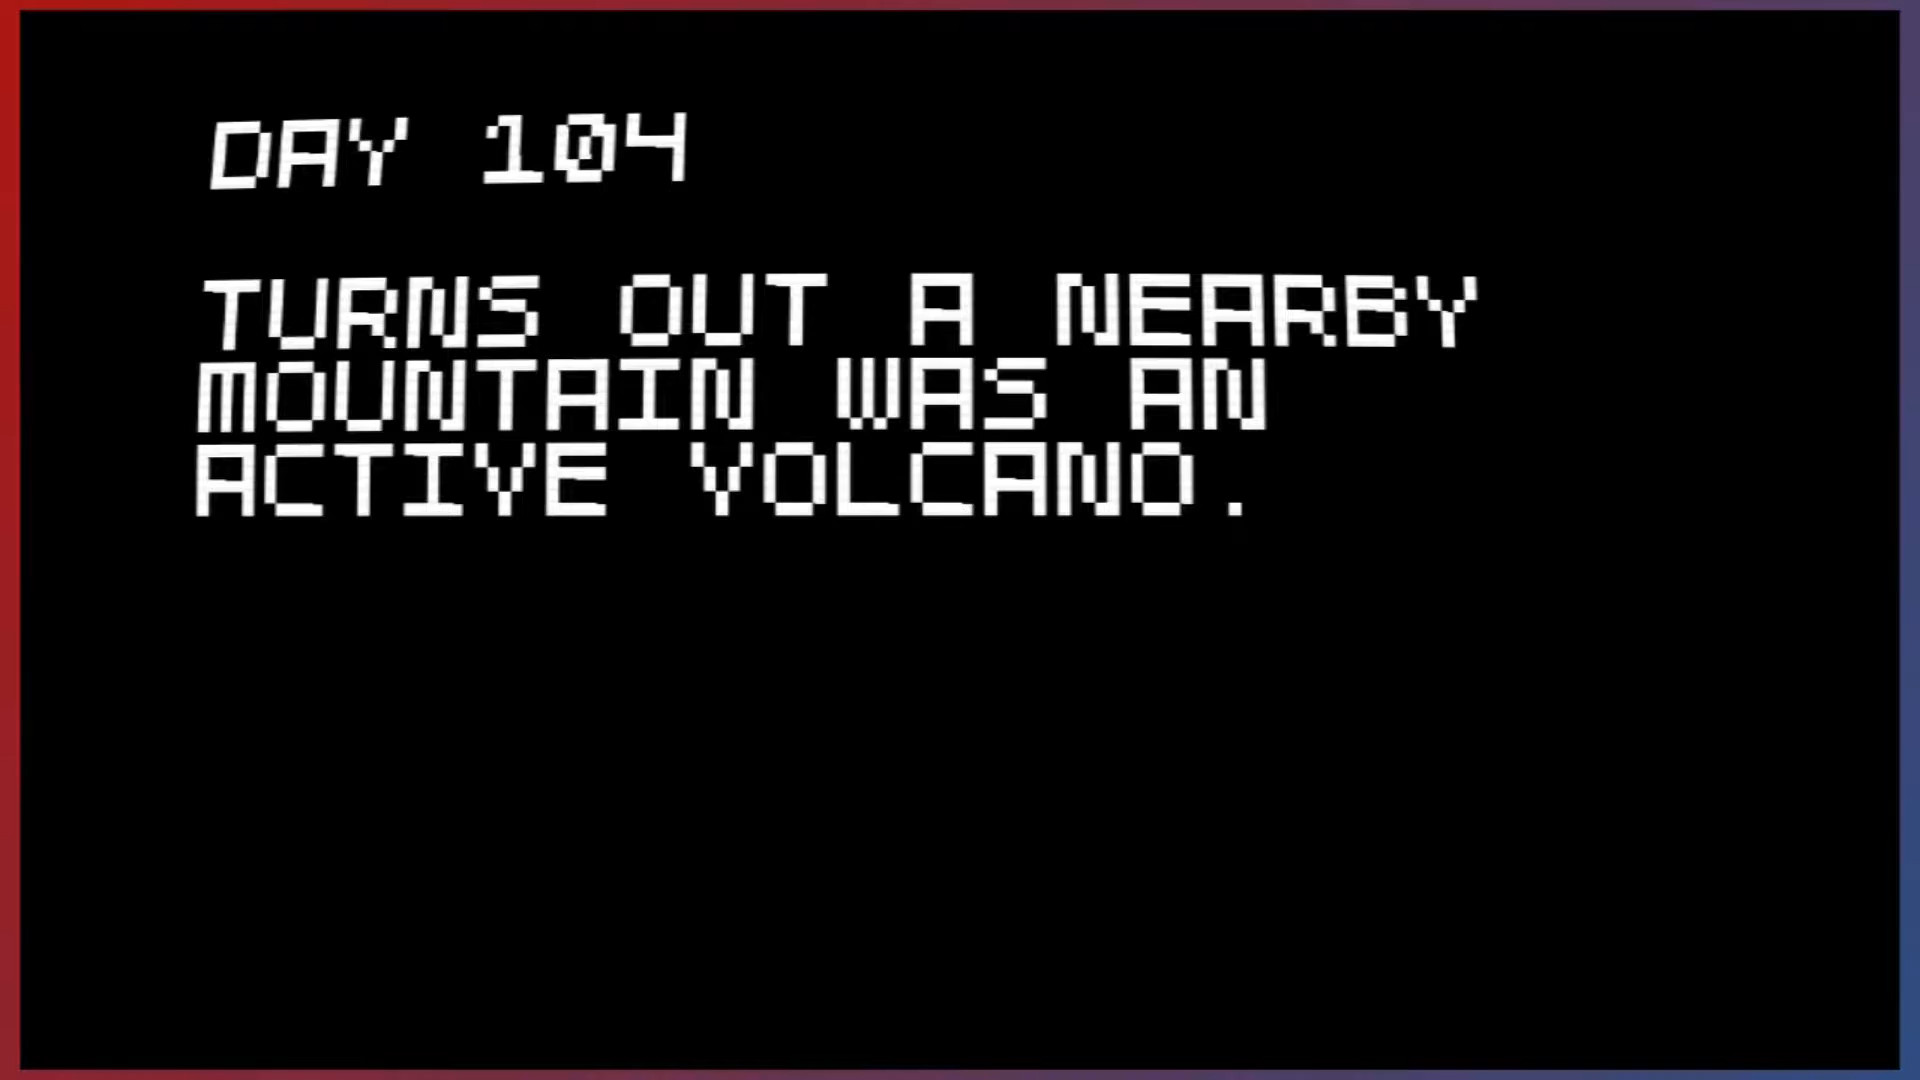 DAY 104
TURNS OUT A NEARBY
MOUNTAIN WAS AN
ACTIVE VOLCANO.